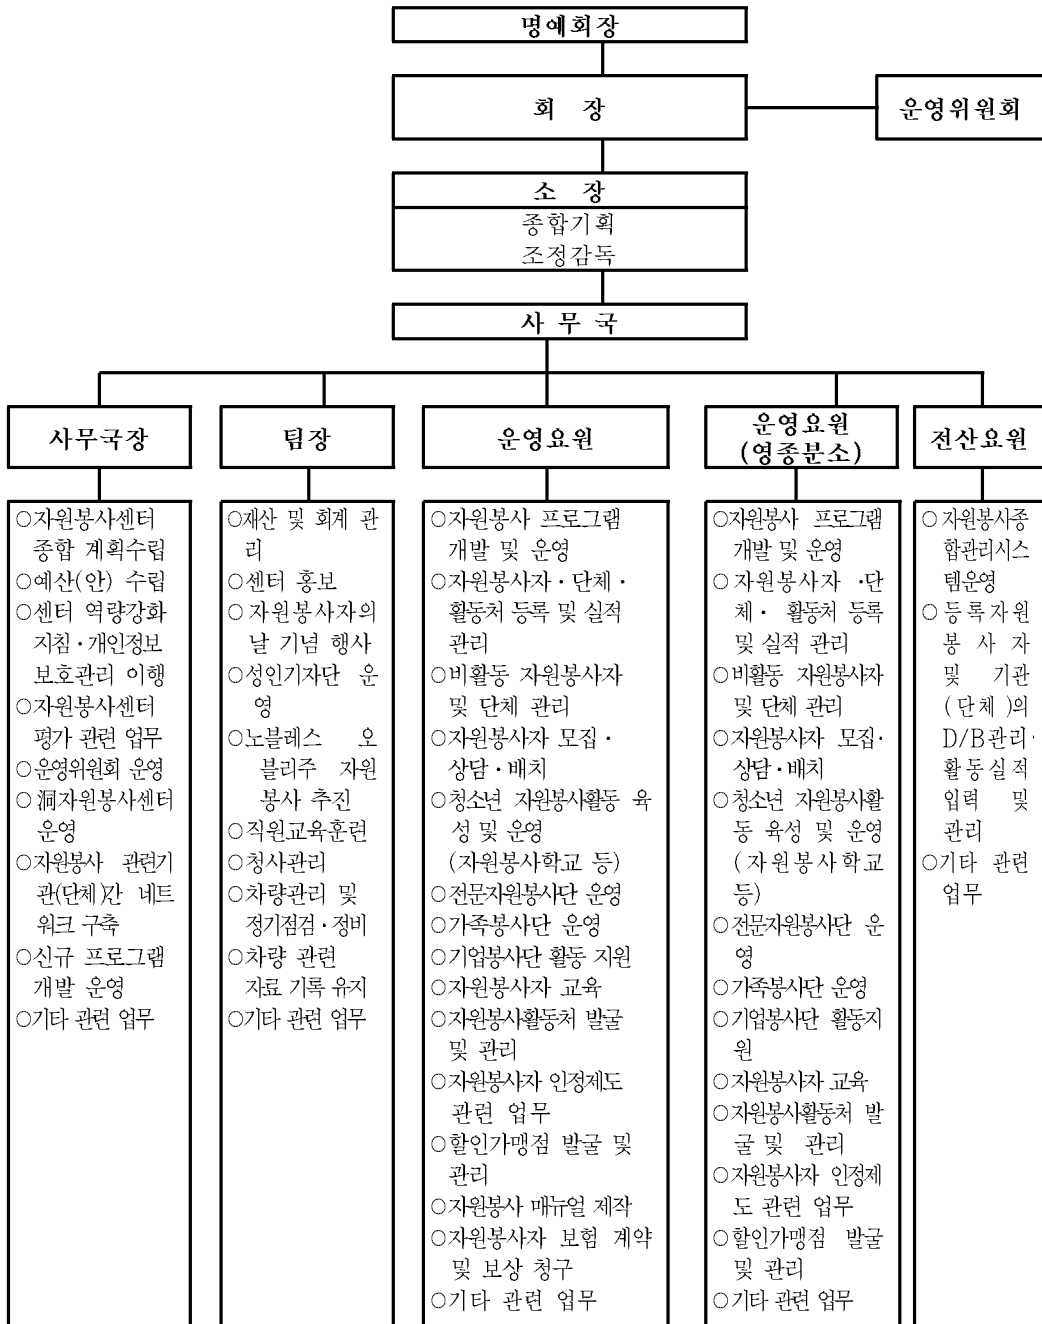 명예회장
회 장
운영위원회
소 장
종합기획
조정감독
사 무 국
사무국장
○자원봉사센터
종합 계획수립
○예산(안) 수립
○센터 역량강화
지침·개인정보
보호관리 이행
○자원봉사센터
평가 관련 업무
○운영위원회 운영
○洞자원봉사센터
운영
○자원봉사 관련기
관(단체)간 네트
워크 구축
○신규 프로그램
개발 운영
○기타 관련 업무
팀장
○재산 및 회계 관
리
○센터 홍보
○자원봉사자의
날 기념 행사
○성인기자단 운
영
○노블레스 오
블리주 자원
봉사 추진
○직원교육훈련
○청사관리
○차량관리 및
정기점검·정비
○차량 관련
자료 기록 유지
○기타 관련 업무
운영요원
○자원봉사 프로그램
개발 및 운영
○자원봉사자·단체·
활동처 등록 및 실적
관리
○비활동 자원봉사자
및 단체 관리
○자원봉사자 모집·
상담·배치
○청소년 자원봉사활동 육
성 및 운영
(자원봉사학교 등)
○전문자원봉사단 운영
○가족봉사단 운영
○기업봉사단 활동 지원
○자원봉사자 교육
○자원봉사활동처 발굴
및 관리
○자원봉사자 인정제도
관련 업무
○할인가맹점 발굴 및
관리
○자원봉사 매뉴얼 제작
○자원봉사자 보험 계약
및 보상 청구
○기타 관련 업무
운영요원
(영종분소)
○자원봉사 프로그램
개발 및 운영
○자원봉사자 ·단
체· 활동처 등록
및 실적 관리
○비활동 자원봉사자
및 단체 관리
○자원봉사자 모집·
상담·배치
○청소년 자원봉사활
동 육성 및 운영
(자원봉사학교
등)
○전문자원봉사단 운
영
○가족봉사단 운영
○기업봉사단 활동지
원
○자원봉사자 교육
○자원봉사활동처 발
굴 및 관리
○자원봉사자 인정제
도 관련 업무
○할인가맹점 발굴
및 관리
○기타 관련 업무
전산요원
○자원봉사종
합관리시스
템운영
○등록자원
봉 사 자
및 기관
(단체)의
D/B관리·
활동실적
입력 및
관리
○기타 관련
업무